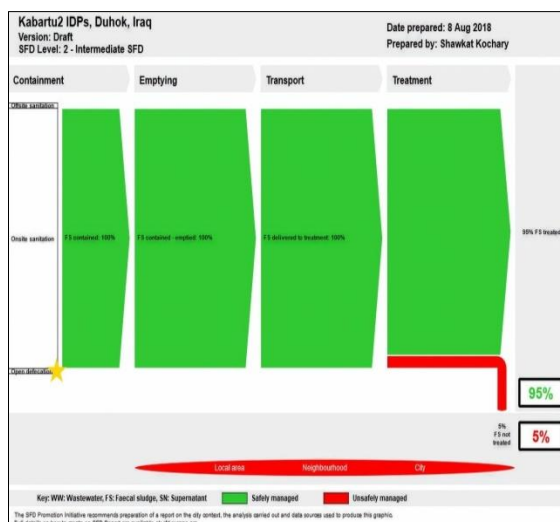 Kabartu2 IDPs, Duhok, Iraq
Version: Draft
SFD Level: 2 - Intermediate SFD
Date prepared: 8 Aug 2018
Prepared by: Shawkat Kochary
Containment
Emptying
Transport
Treatment
Offsite sanitation
Onsite sanitation
FS contained: 100%
FS contained - emptied: 100%
FS delivered to treatment: 100%
95% FS treated
Open defecation
95%
5%
FS not
treated
5%
Local area
Neighbourhood
City
Key: WW: Wastewater, FS: Faecal sludge, SN: Supernatant
Safely managed
Unsafely managed
The SFD Promotion Initiative recommends preparation of a report on the city context, the analysis carried out and data sources used to produce this graphic.